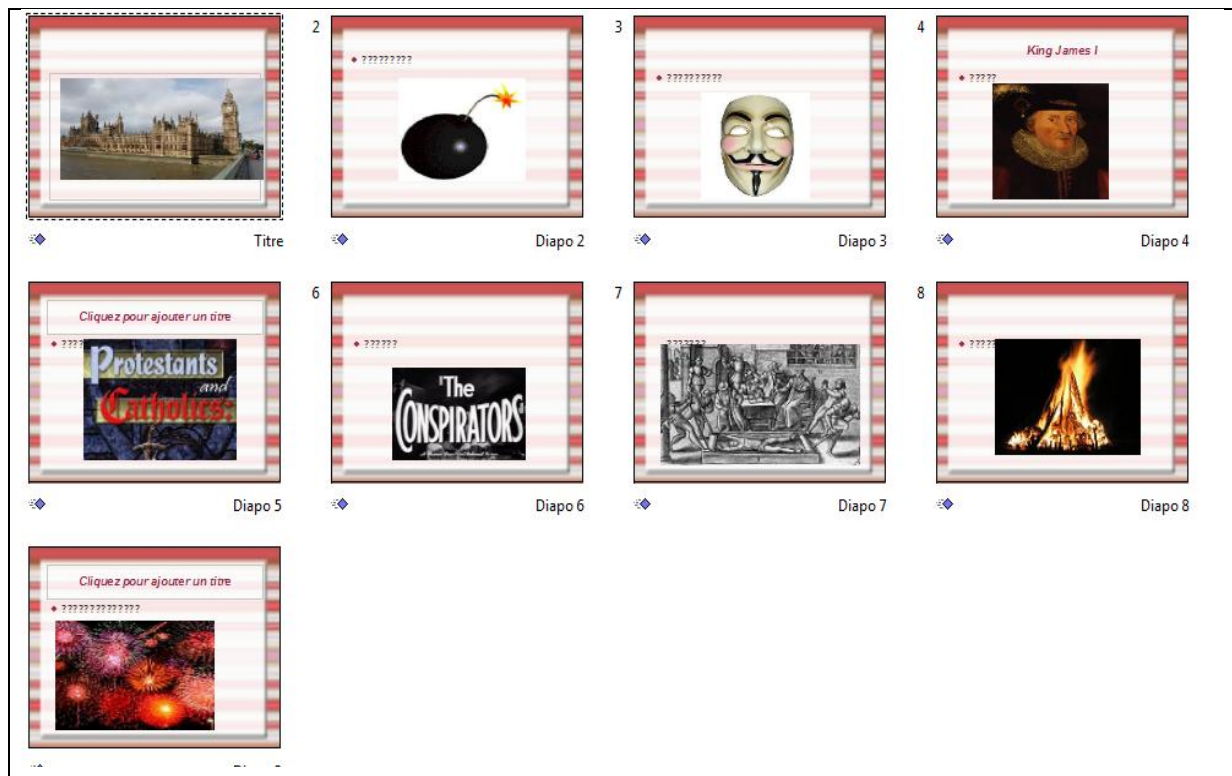 2
3
4
King James I
?????????
??????????
?????
Titre
Diapo 2
Diapo 3
Diapo 4
6
7
8
Cliquez pour ajouter un titre
????
Protestants
and
Catholics:
??????
The
CONSPIRATORS
???????
?????
Diapo 5
Diapo 6
Diapo 7
Diapo 8
Cliquez pour ajouter un titre
??????????????